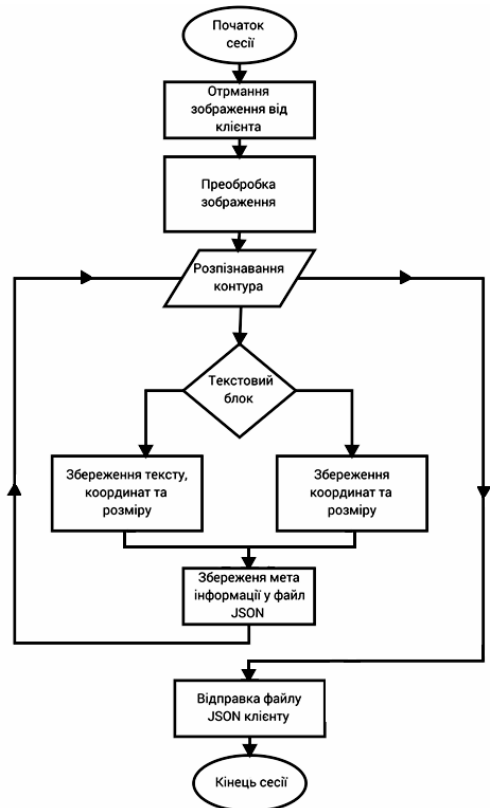 Початок
сесії
Отрмання
зображення від
клієнта
Преобробка
зображення
Розпізнавання
контура
Текстовий
блок
Збереження тексту,
координат та
розміру
Збереження
координат та
розміру
Збереженя мета
інформації у файл
JSON
Відправка файлу
JSON клієнту
Кінець сесії